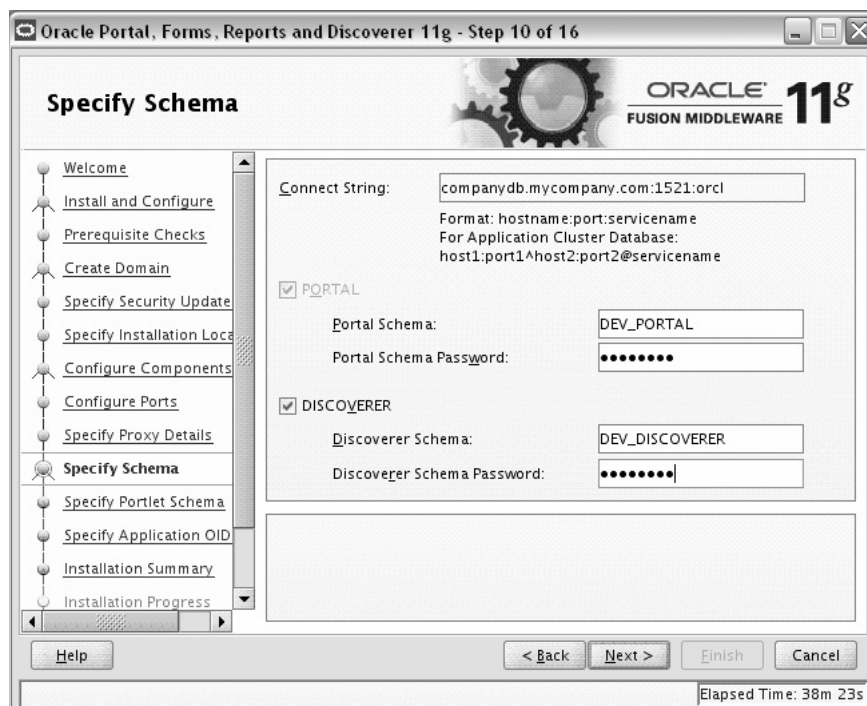 Oracle Portal, Forms, Reports and Discoverer 11g - Step 10 of 16
Specify Schema
ORACLE
FUSION MIDDLEWARE
11g
Welcome
Install and Configure
Prerequisite Checks
Create Domain
Specify Security Update
Specify Installation Loca
Configure Components
Configure Ports
Specify Proxy Details
Specify Schema
Specify Portlet Schema
Specify Application OID
Installation Summary
Installation Progress
Connect String: companydb.mycompany.com:1521:orcl
Format: hostname:port:servicename
For Application Cluster Database:
host1:port1^host2:port2@servicename
PORTAL
Portal Schema: DEV_PORTAL
Portal Schema Password: ●●●●●●●●
DISCOVERER
Discoverer Schema: DEV_DISCOVERER
Discoverer Schema Password: ●●●●●●●●
Help < Back Next > Finish Cancel
Elapsed Time: 38m 23s